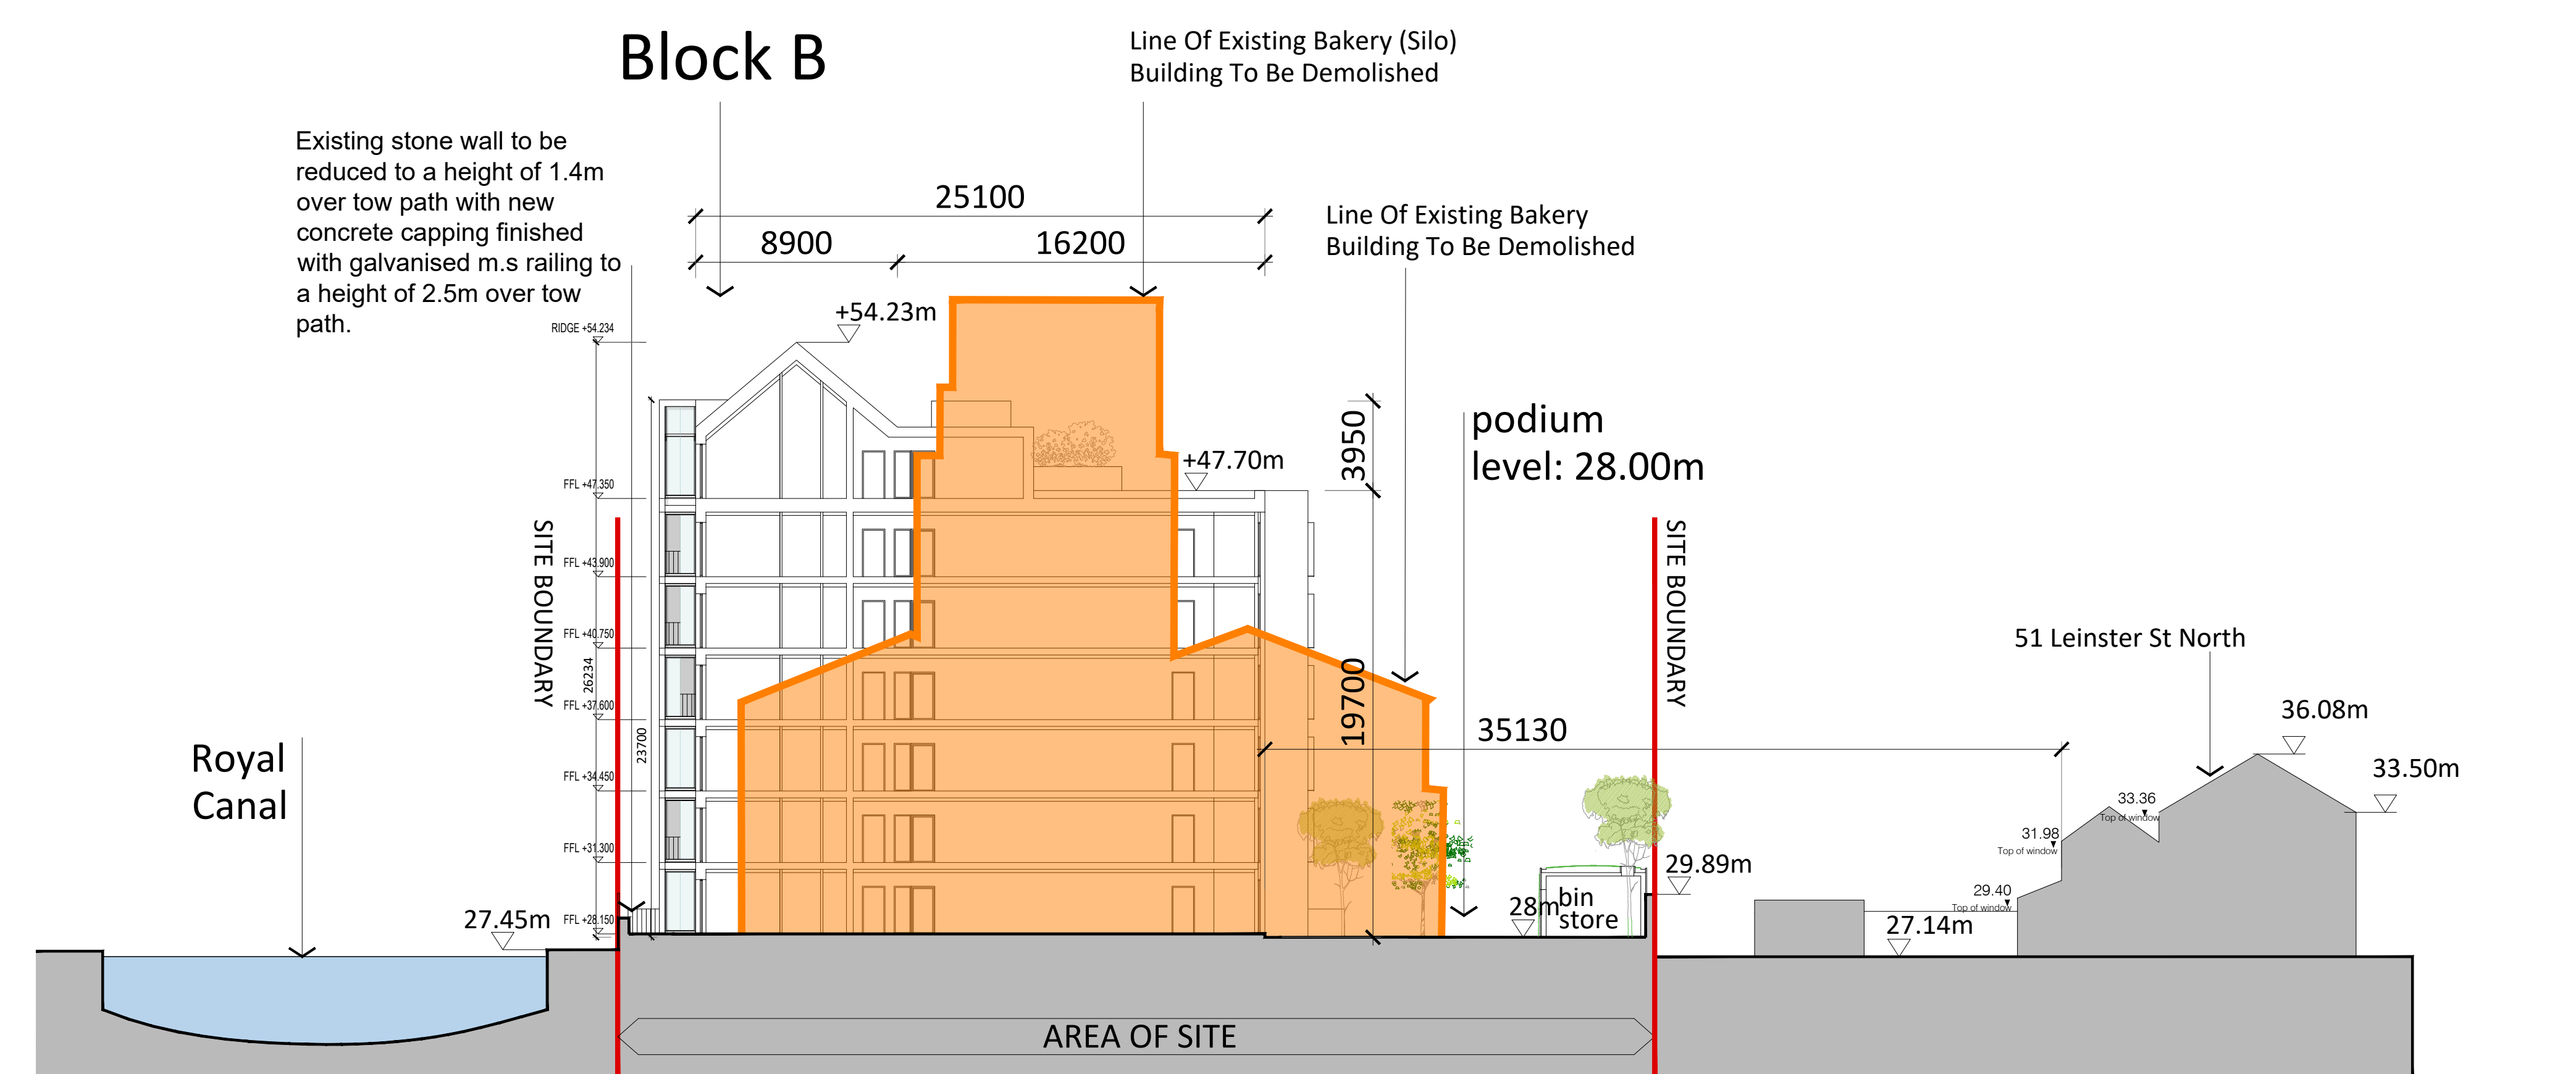 Block B
Line Of Existing Bakery (Silo)
Building To Be Demolished
Existing stone wall to be
reduced to a height of 1.4m
over tow path with new
concrete capping finished
with galvanised m.s railing to
a height of 2.5m over tow
path.
25100
8900
16200
Line Of Existing Bakery
Building To Be Demolished
+54.23m
RIDGE +54.234
3950
podium
level: 28.00m
+47.70m
FFL +47.350
SITE BOUNDARY
SITE BOUNDARY
FFL +43.900
FFL +40.750
26234
FFL +37.600
23700
19700
35130
51 Leinster St North
36.08m
33.50m
Royal
Canal
FFL +34.450
33.36
Top of window
31.98
Top of window
FFL +31.300
29.89m
29.40
Top of window
27.45m
FFL +28.150
28m
bin
store
27.14m
AREA OF SITE